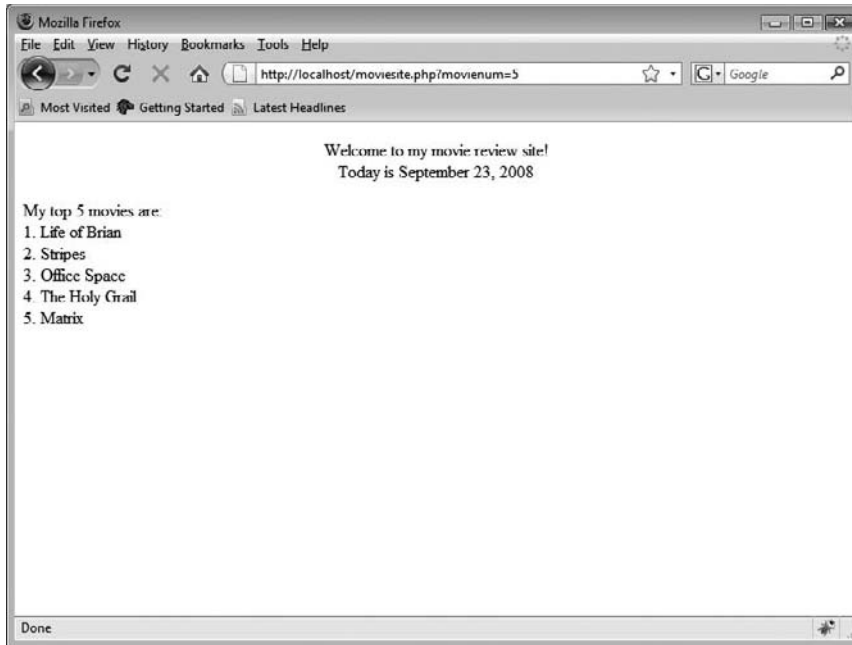 Mozilla Firefox
File Edit View History Bookmarks Tools Help
http://localhost/moviesite.php?movienum=5
G Google
Most Visited Getting Started Latest Headlines
Welcome to my movie review site!
Today is September 23, 2008
My top 5 movies are:
1. Life of Brian
2. Stripes
3. Office Space
4. The Holy Grail
5. Matrix
Done